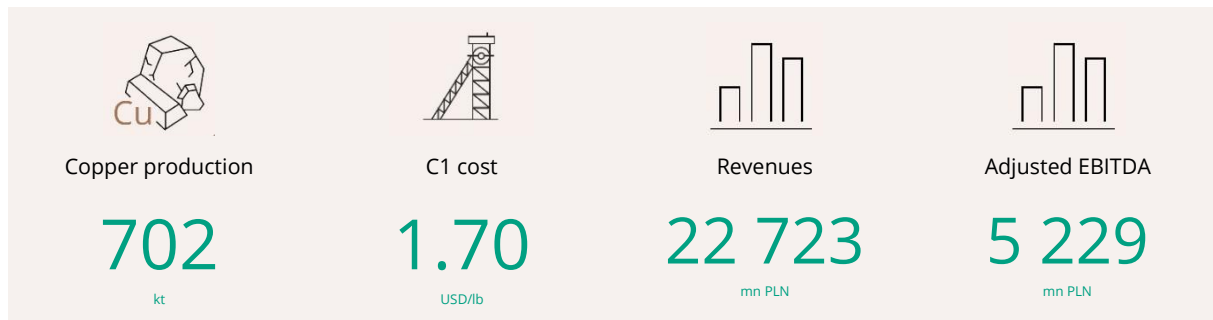 Cu
Copper production
C1 cost
Revenues
Adjusted EBITDA
702
1.70
22 723
5 229
kt
USD/lb
mn PLN
mn PLN